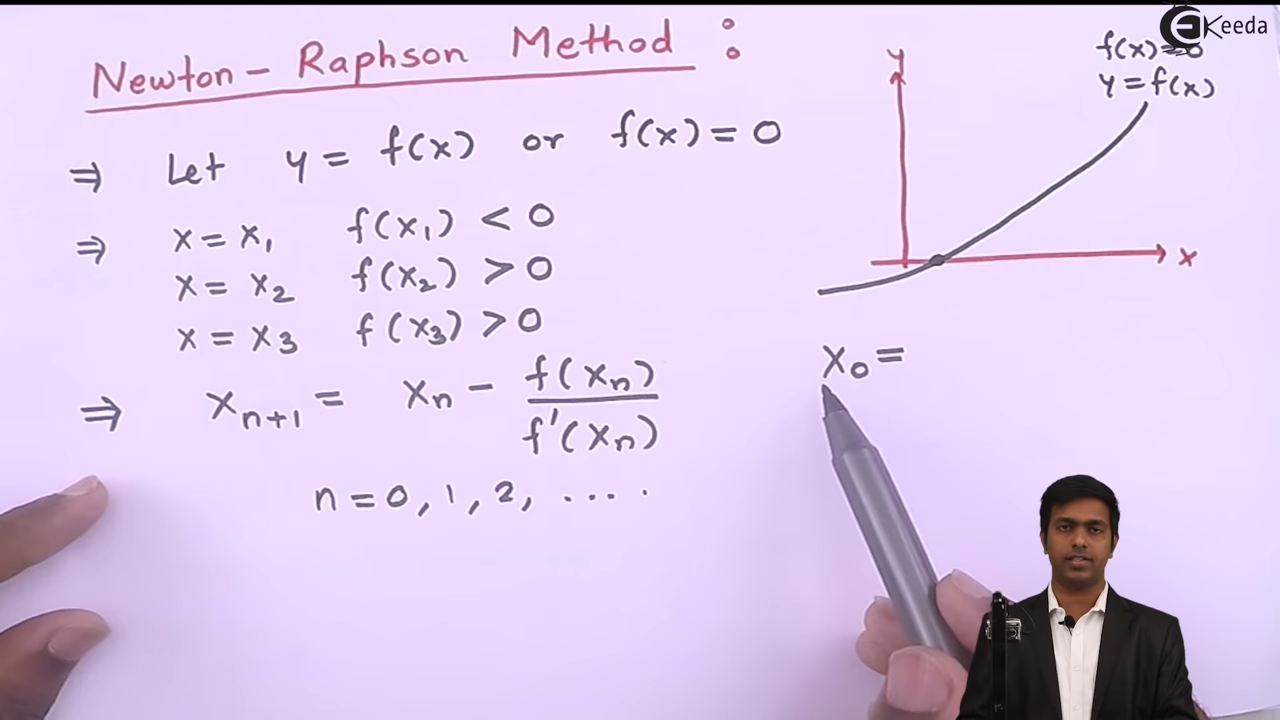 Newton-Raphson Method :
⇒ Let y = f(x) or f(x) = 0
⇒ x = x₁ f(x₁) < 0
x = x₂ f(x₂) > 0
x = x₃ f(x₃) > 0
⇒ xₙ₊₁ = xₙ - f(xₙ) / f'(xₙ)
n = 0, 1, 2, .....
EKeeda
f(x)=0
y = f(x)
y
x
x₀ =